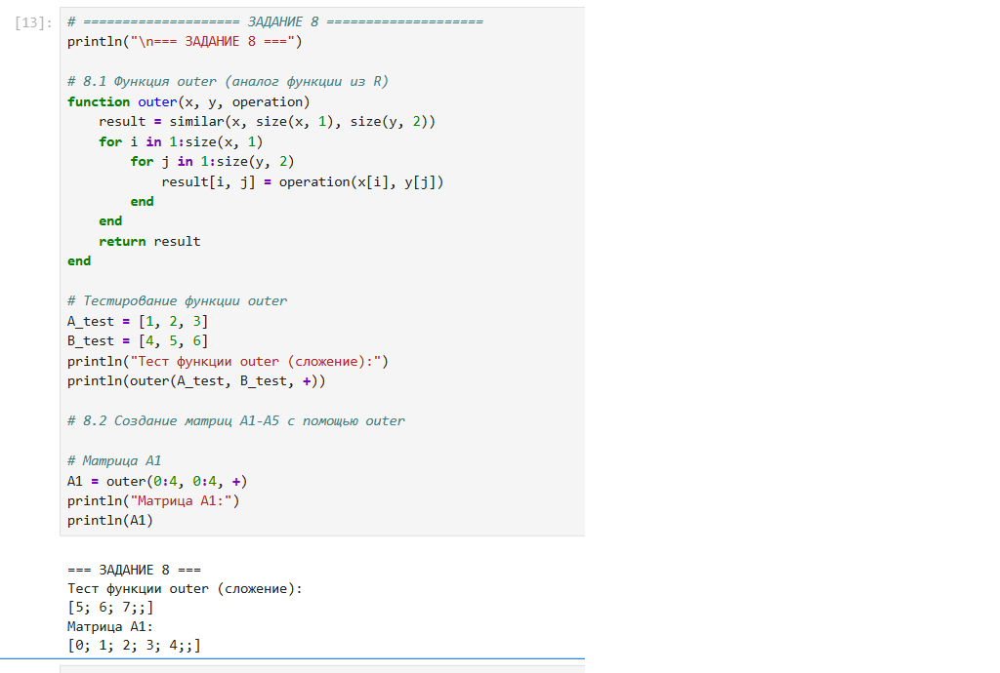 [13]: # ==================== ЗАДАНИЕ 8 ====================
println("\n=== ЗАДАНИЕ 8 ===")
# 8.1 Функция outer (аналог функции из R)
function outer(x, y, operation)
    result = similar(x, size(x, 1), size(y, 2))
    for i in 1:size(x, 1)
        for j in 1:size(y, 2)
            result[i, j] = operation(x[i], y[j])
        end
    end
    return result
end
# Тестирование функции outer
A_test = [1, 2, 3]
B_test = [4, 5, 6]
println("Тест функции outer (сложение):")
println(outer(A_test, B_test, +))
# 8.2 Создание матриц A1-A5 с помощью outer
# Матрица A1
A1 = outer(0:4, 0:4, +)
println("Матрица A1:")
println(A1)
=== ЗАДАНИЕ 8 ===
Тест функции outer (сложение):
[5; 6; 7;;]
Матрица A1:
[0; 1; 2; 3; 4;;]